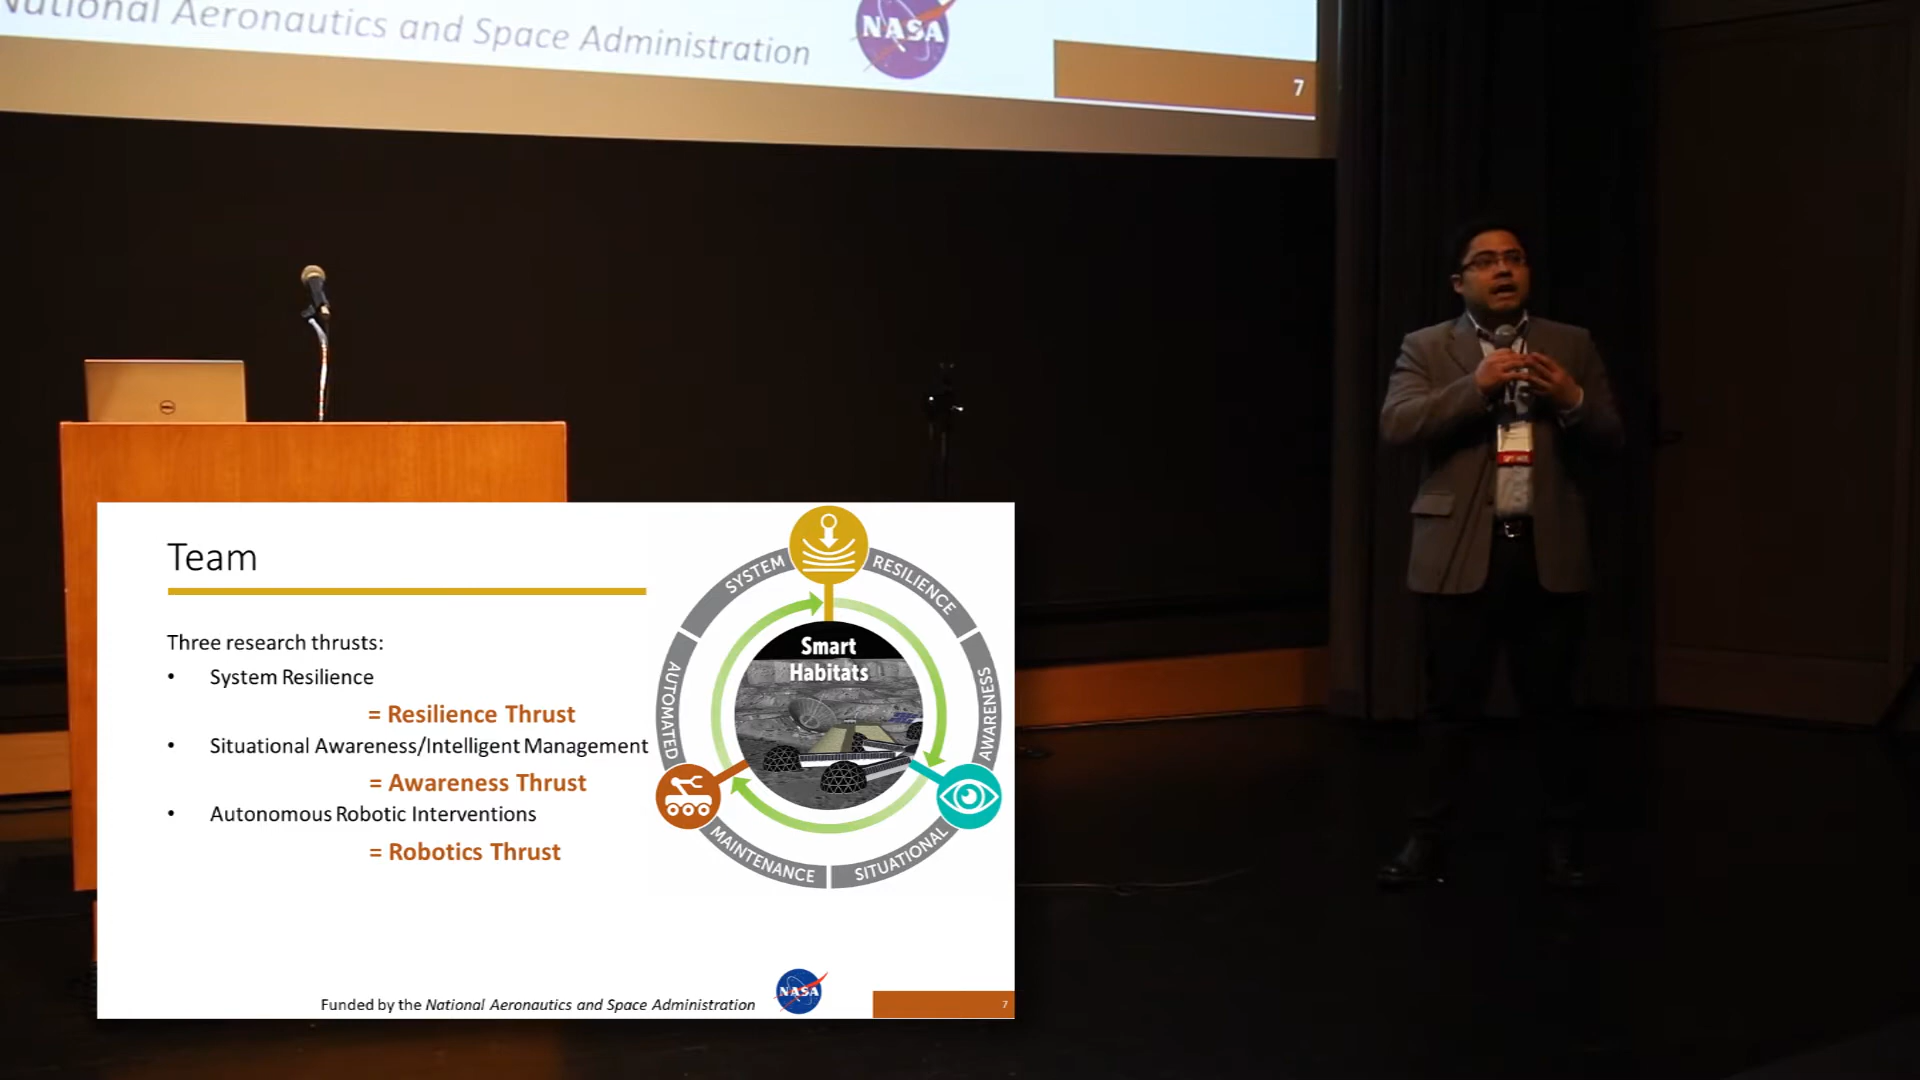 National Aeronautics and Space Administration
NASA
7
Team
Three research thrusts:
• System Resilience
= Resilience Thrust
• Situational Awareness/Intelligent Management
= Awareness Thrust
• Autonomous Robotic Interventions
= Robotics Thrust
SYSTEM RESILIENCE
SITUATIONAL AWARENESS
AUTOMATED MAINTENANCE
Smart
Habitats
Funded by the National Aeronautics and Space Administration
NASA
7